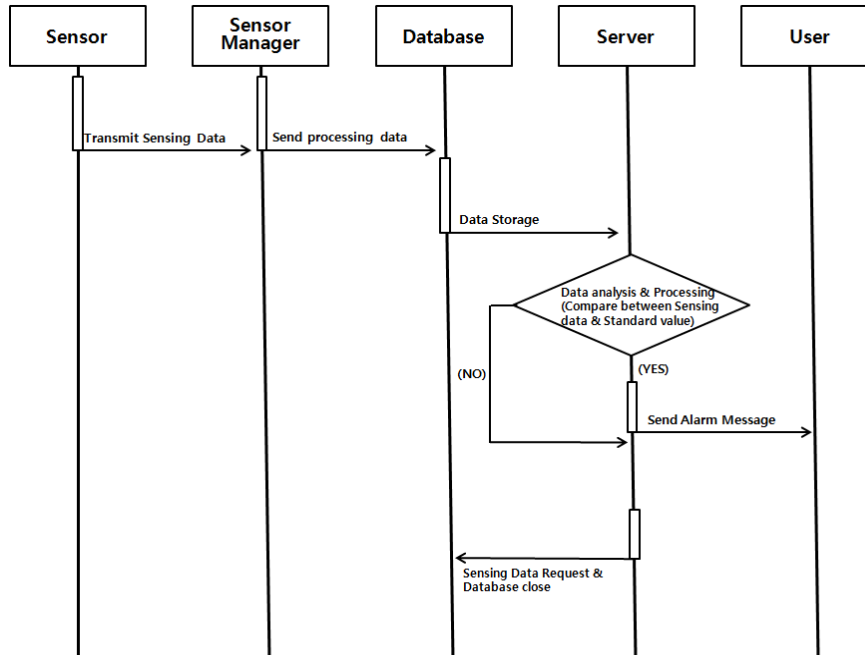 Sensor
Sensor
Manager
Database
Server
User
Transmit Sensing Data
Send processing data
Data Storage
Data analysis & Processing
(Compare between Sensing
data & Standard value)
(NO)
(YES)
Send Alarm Message
Sensing Data Request &
Database close